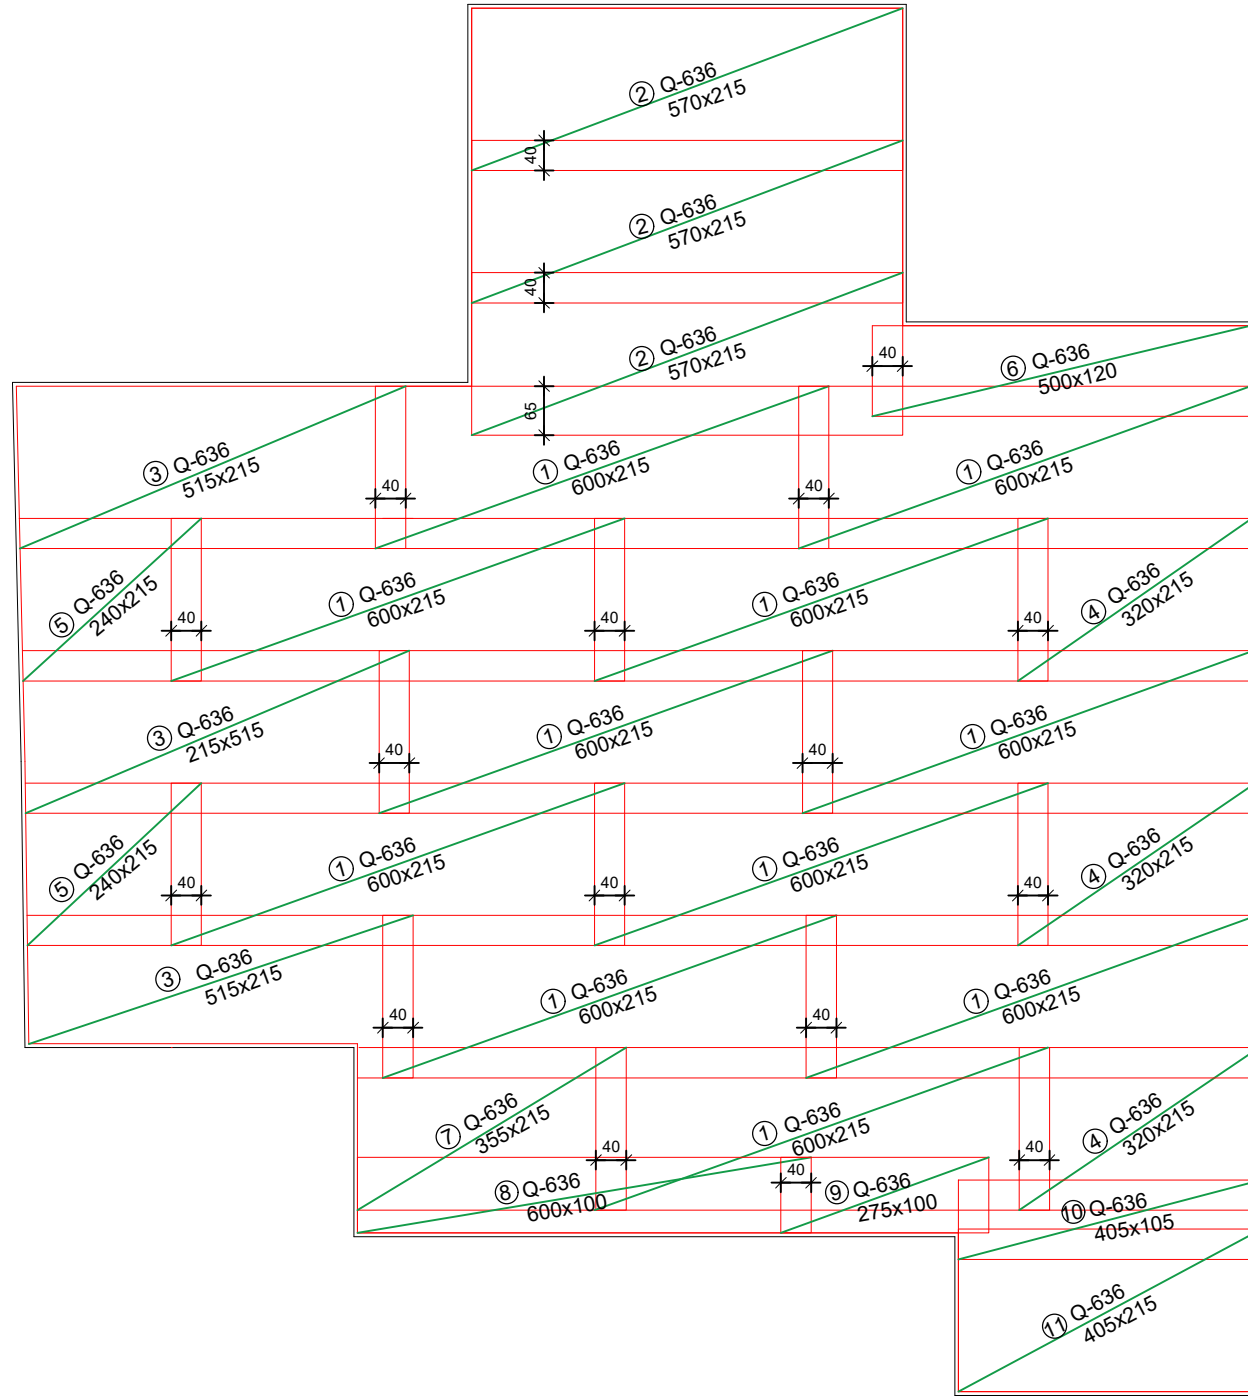 ② Q-636
570x215
40
② Q-636
570x215
40
② Q-636
570x215
40
⑥ Q-636
500x120
65
③ Q-636
515x215
40
① Q-636
600x215
40
① Q-636
600x215
⑤ Q-636
240x215
40
① Q-636
600x215
40
① Q-636
600x215
40
④ Q-636
320x215
③ Q-636
215x515
40
① Q-636
600x215
40
① Q-636
600x215
⑤ Q-636
240x215
40
① Q-636
600x215
40
① Q-636
600x215
40
④ Q-636
320x215
③ Q-636
515x215
40
① Q-636
600x215
40
① Q-636
600x215
⑦ Q-636
355x215
40
① Q-636
600x215
40
④ Q-636
320x215
⑧ Q-636
600x100
40
⑨ Q-636
275x100
⑩ Q-636
405x105
⑪ Q-636
405x215